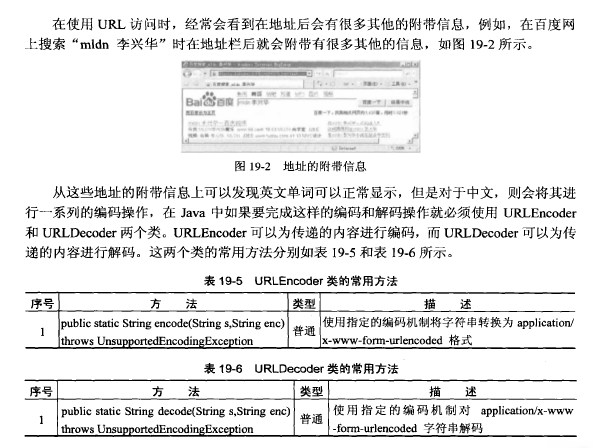 在使用 URL 访问时，经常会看到在地址后会有很多其他的附带信息，例如，在百度网
上搜索“mldn 李兴华”时在地址栏后就会附带有很多其他的信息，如图 19-2 所示。
Bai 百度
图 19-2 地址的附带信息
从这些地址的附带信息上可以发现英文单词可以正常显示，但是对于中文，则会将其进
行一系列的编码操作，在 Java 中如果要完成这样的编码和解码操作就必须使用 URLEncoder
和 URLDecoder 两个类。URLEncoder 可以为传递的内容进行编码，而 URLDecoder 可以为传
递的内容进行解码。这两个类的常用方法分别如表 19-5 和表 19-6 所示。
表 19-5 URLEncoder 类的常用方法
序号 方 法 类型 描 述
1 public static String encode(String s,String enc) throws UnsupportedEncodingException 普通 使用指定的编码机制将字符串转换为 application/x-www-form-urlencoded 格式
表 19-6 URLDecoder 类的常用方法
序号 方 法 类型 描 述
1 public static String decode(String s,String enc) throws UnsupportedEncodingException 普通 使用指定的编码机制对 application/x-www-form-urlencoded 字符串解码